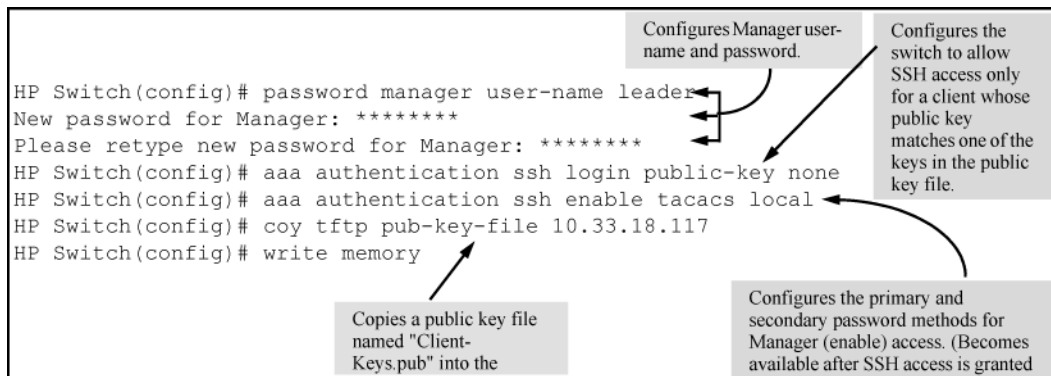 Configures Manager user-
name and password.
Configures the
switch to allow
SSH access only
for a client whose
public key
matches one of the
keys in the public
key file.
HP Switch(config)# password manager user-name leader
New password for Manager: ********
Please retype new password for Manager: ********
HP Switch(config)# aaa authentication ssh login public-key none
HP Switch(config)# aaa authentication ssh enable tacacs local
HP Switch(config)# coy tftp pub-key-file 10.33.18.117
HP Switch(config)# write memory
Copies a public key file
named "Client-
Keys.pub" into the
Configures the primary and
secondary password methods for
Manager (enable) access. (Becomes
available after SSH access is granted